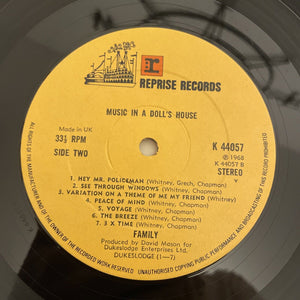 r
REPRISE RECORDS
MUSIC IN A DOLL'S HOUSE
Made in UK
33⅓ RPM
SIDE TWO
K 44057
℗1968
K 44057 B
STEREO
1. HEY MR. POLICEMAN (Whitney, Grech, Chapman)
2. SEE THROUGH WINDOWS (Whitney, Chapman)
3. VARIATION ON A THEME OF ME MY FRIEND (Whitney, Chapman)
4. PEACE OF MIND (Whitney, Chapman)
5. VOYAGE (Whitney, Chapman)
6. THE BREEZE (Whitney, Chapman)
7. 3 X TIME (Whitney, Chapman)
FAMILY
Produced by David Mason for
Dukeslodge Enterprises Ltd.
DUKESLODGE (1—7)
ALL RIGHTS OF THE MANUFACTURER AND OF THE OWNER OF THE RECORDED WORK RESERVED UNAUTHORISED COPYING PUBLIC PERFORMANCE AND BROADCASTING OF THIS RECORD PROHIBITED